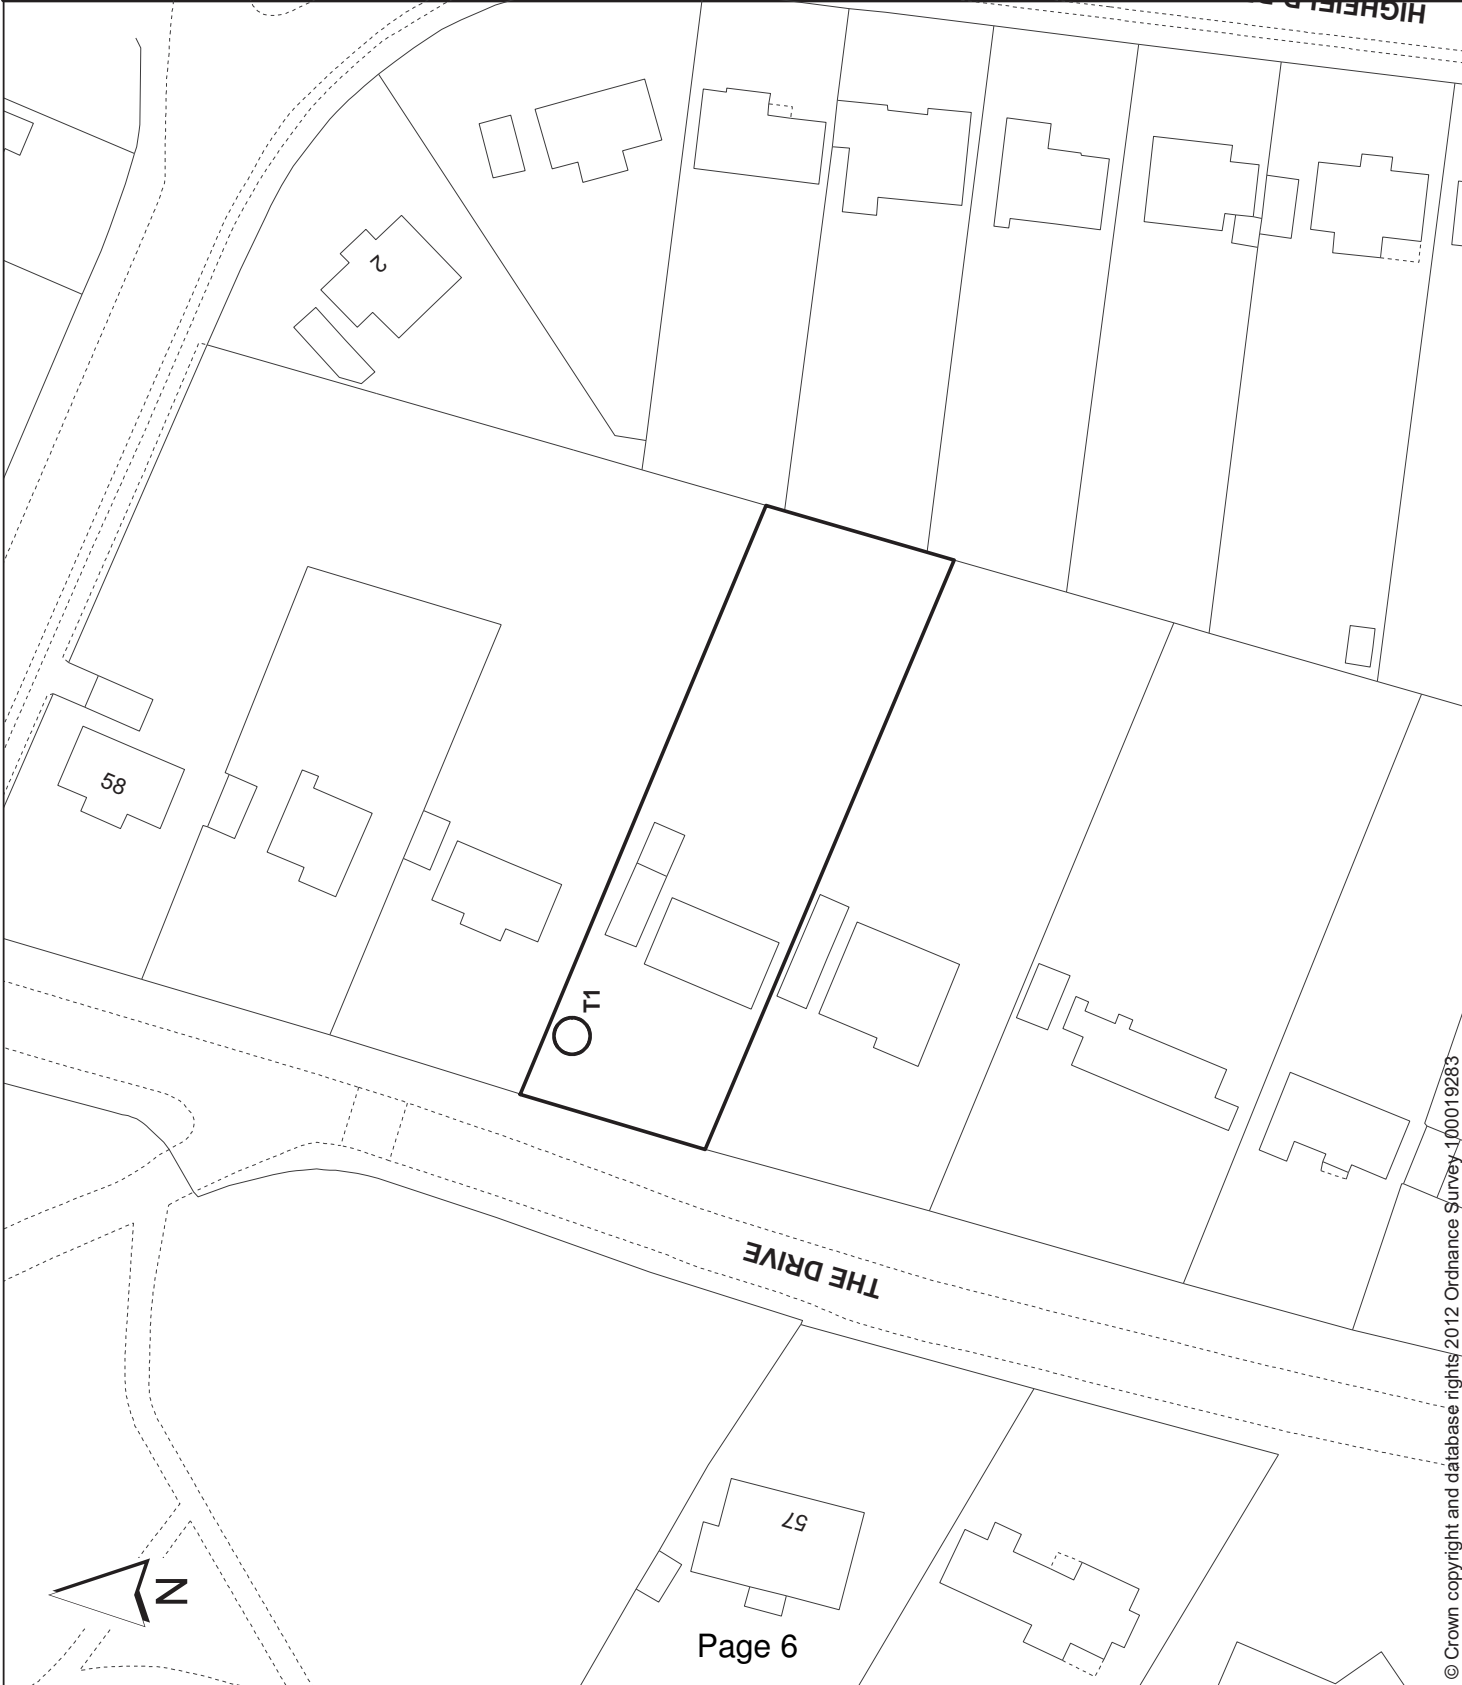 HIGHFIELD
2
58
T1
THE DRIVE
57
N
Page 6
© Crown copyright and database rights 2012 Ordnance Survey 100019283